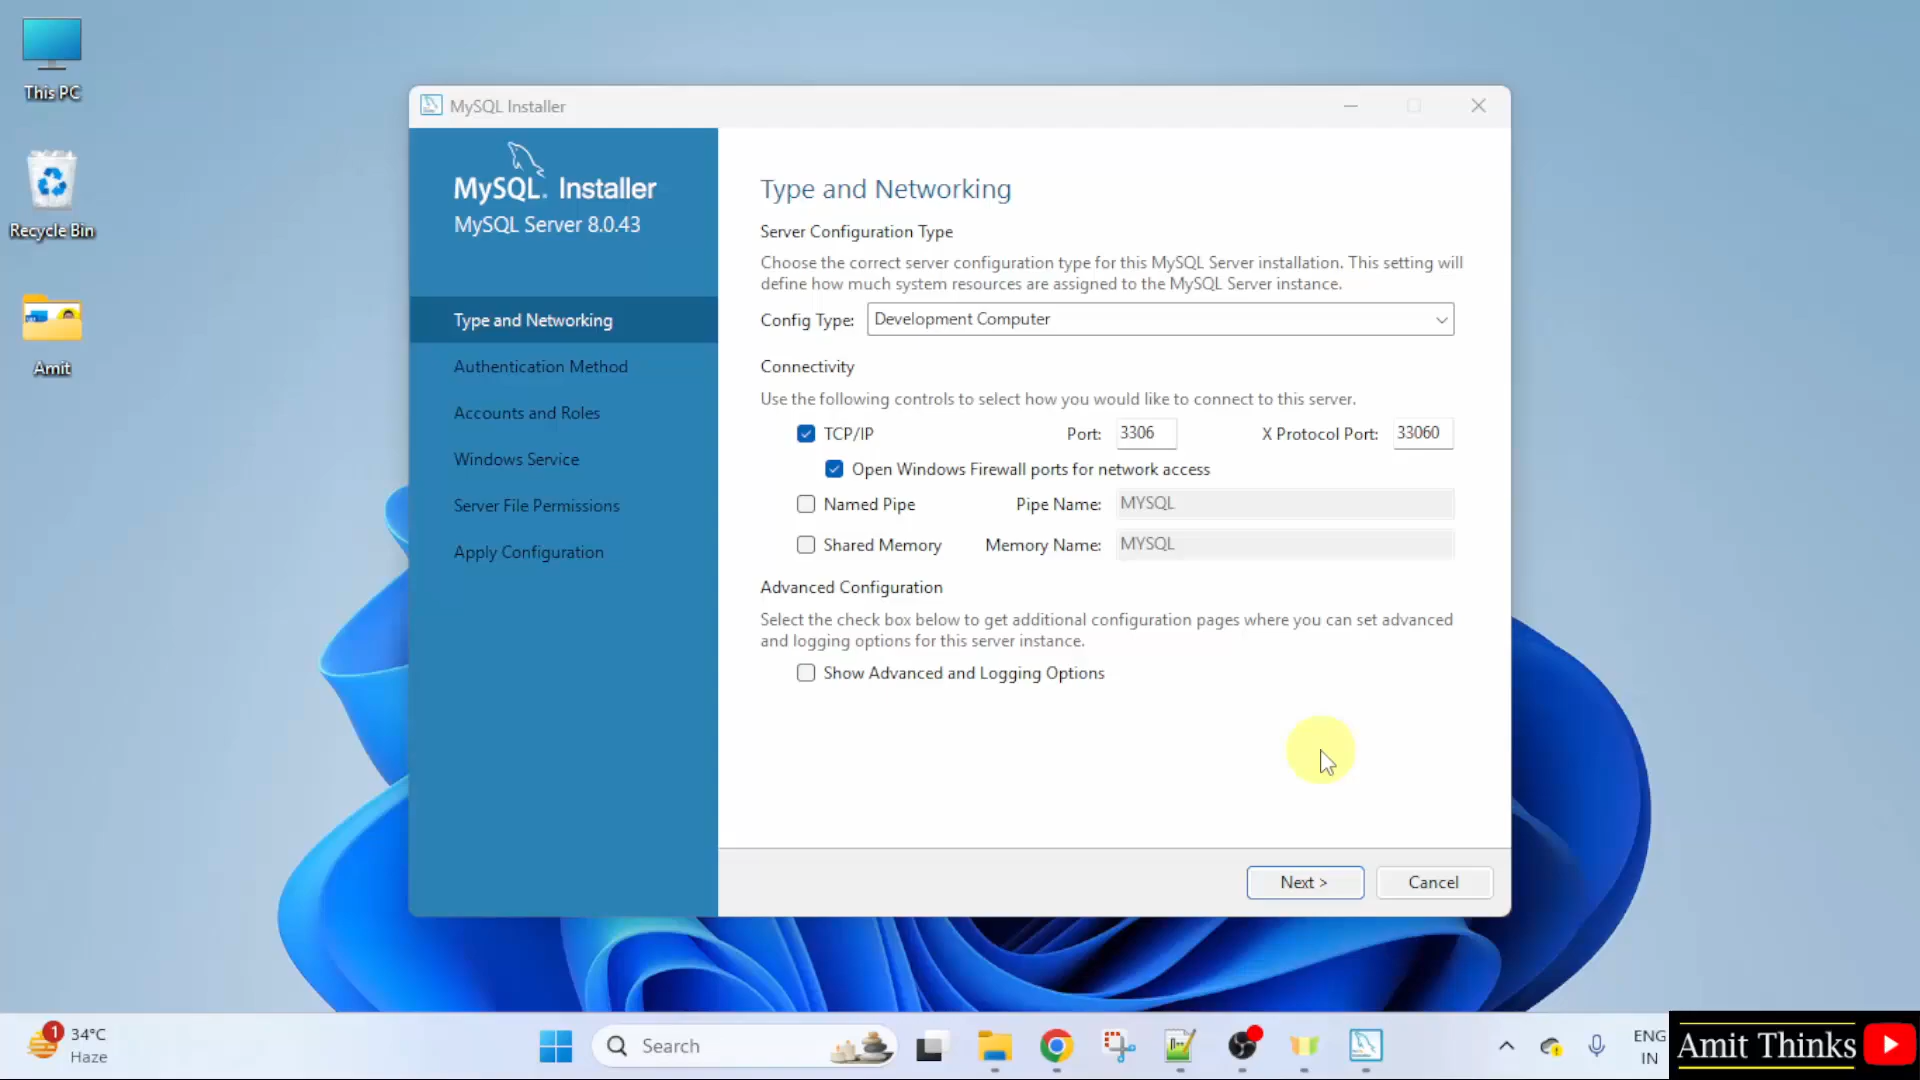 This PC
Recycle Bin
Amit
MySQL Installer
MySQL. Installer
MySQL Server 8.0.43
Type and Networking
Authentication Method
Accounts and Roles
Windows Service
Server File Permissions
Apply Configuration
Type and Networking
Server Configuration Type
Choose the correct server configuration type for this MySQL Server installation. This setting will
define how much system resources are assigned to the MySQL Server instance.
Config Type: Development Computer
Connectivity
Use the following controls to select how you would like to connect to this server.
TCP/IP Port: 3306 X Protocol Port: 33060
Open Windows Firewall ports for network access
Named Pipe Pipe Name: MYSQL
Shared Memory Memory Name: MYSQL
Advanced Configuration
Select the check box below to get additional configuration pages where you can set advanced
and logging options for this server instance.
Show Advanced and Logging Options
Next > Cancel
1 34°C
Haze
Search
ENG
IN
Amit Thinks